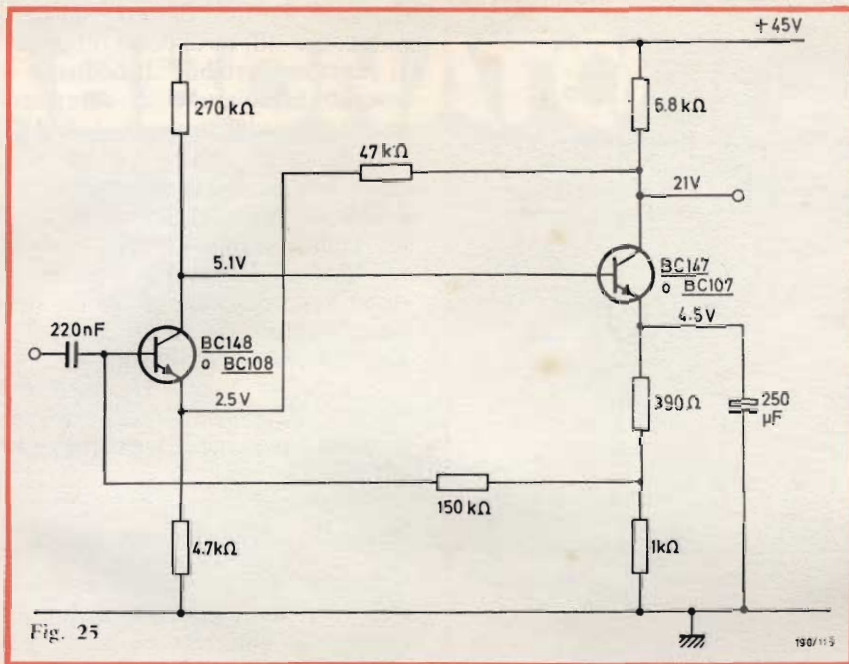 +45V
270 kΩ
6.8 kΩ
47 kΩ
21V
5.1V
BC147
o BC107
220nF
BC148
o BC108
4.5V
2.5V
390Ω
250
µF
150 kΩ
4.7kΩ
1kΩ
Fig. 25